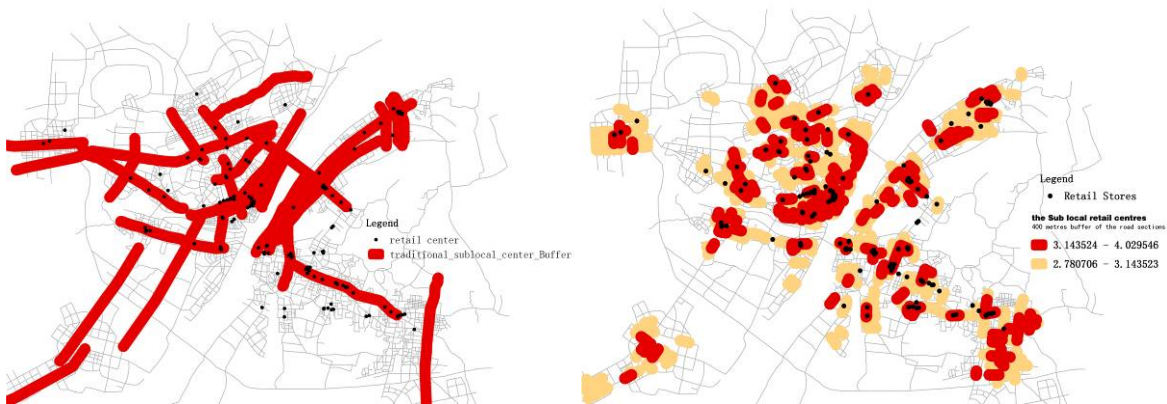 Legend
retail center
traditional_sublocal_center_Buffer
Legend
Retail Stores
the Sub local retail centres
400 metres buffer of the road sections
3.143524 - 4.029546
2.780706 - 3.143523